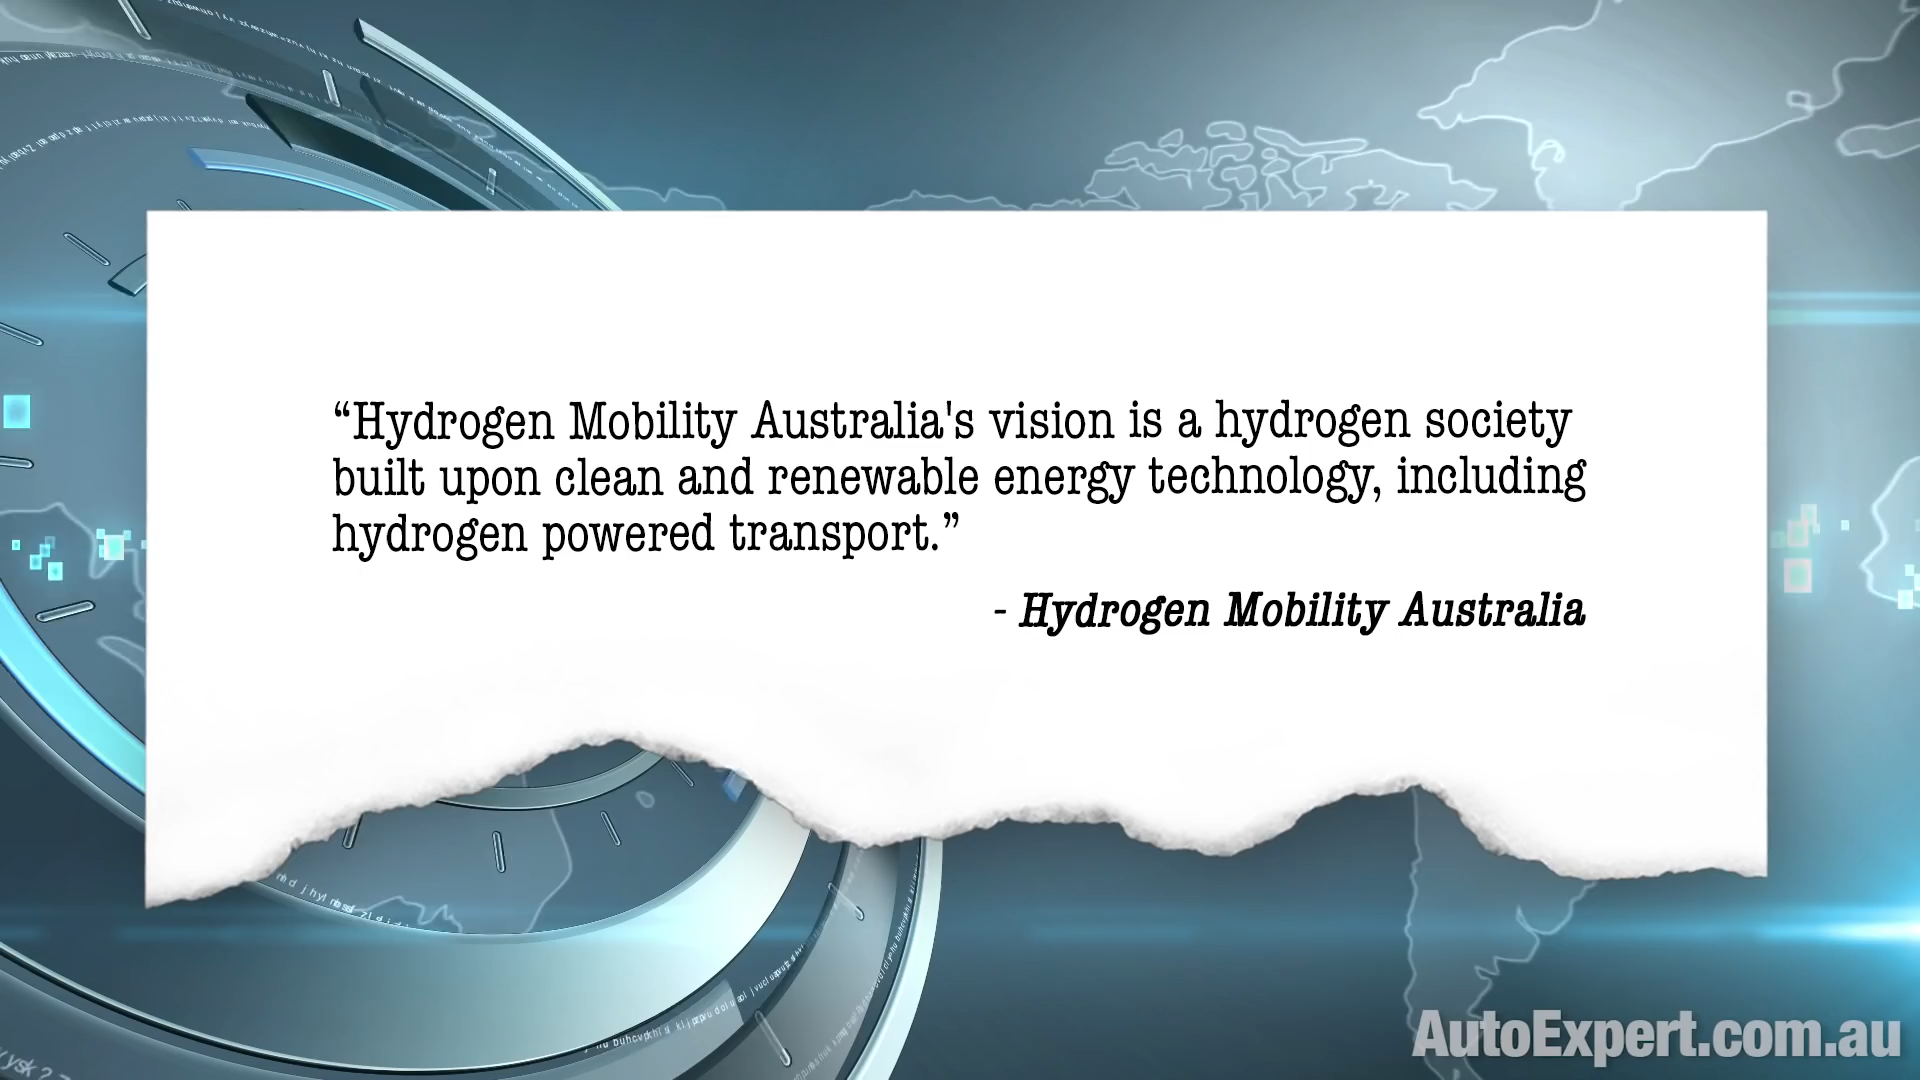 “Hydrogen Mobility Australia's vision is a hydrogen society
built upon clean and renewable energy technology, including
hydrogen powered transport.”
- Hydrogen Mobility Australia
AutoExpert.com.au